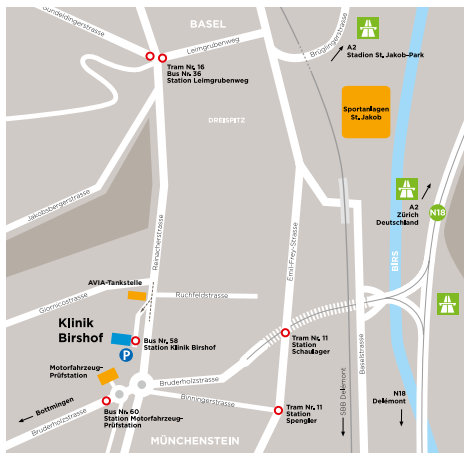 Gundeldingerstrasse
BASEL
Leimgrubenweg
Brüglingerstrasse
A2
Stadion St. Jakob-Park
Tram Nr. 16
Bus Nr. 36
Station Leimgrubenweg
Sportanlagen
St. Jakob
DREISPITZ
Jakobsbergerstrasse
Reinacherstrasse
Emil-Frey-Strasse
A2
Zürich
Deutschland
N18
BIRS
AVIA-Tankstelle
Ruchfeldstrasse
Giornicostrasse
Klinik
Birshof
P
Bus Nr. 58
Station Klinik Birshof
Tram Nr. 11
Station
Schaulager
Baselstrasse
SBB Delémont
Motorfahrzeug-
Prüfstation
Bruderholzstrasse
Binningerstrasse
N18
Delémont
Bottmingen
Bruderholzstrasse
Bus Nr. 60
Station Motorfahrzeug-
Prüfstation
Tram Nr. 11
Station
Spengler
MÜNCHENSTEIN